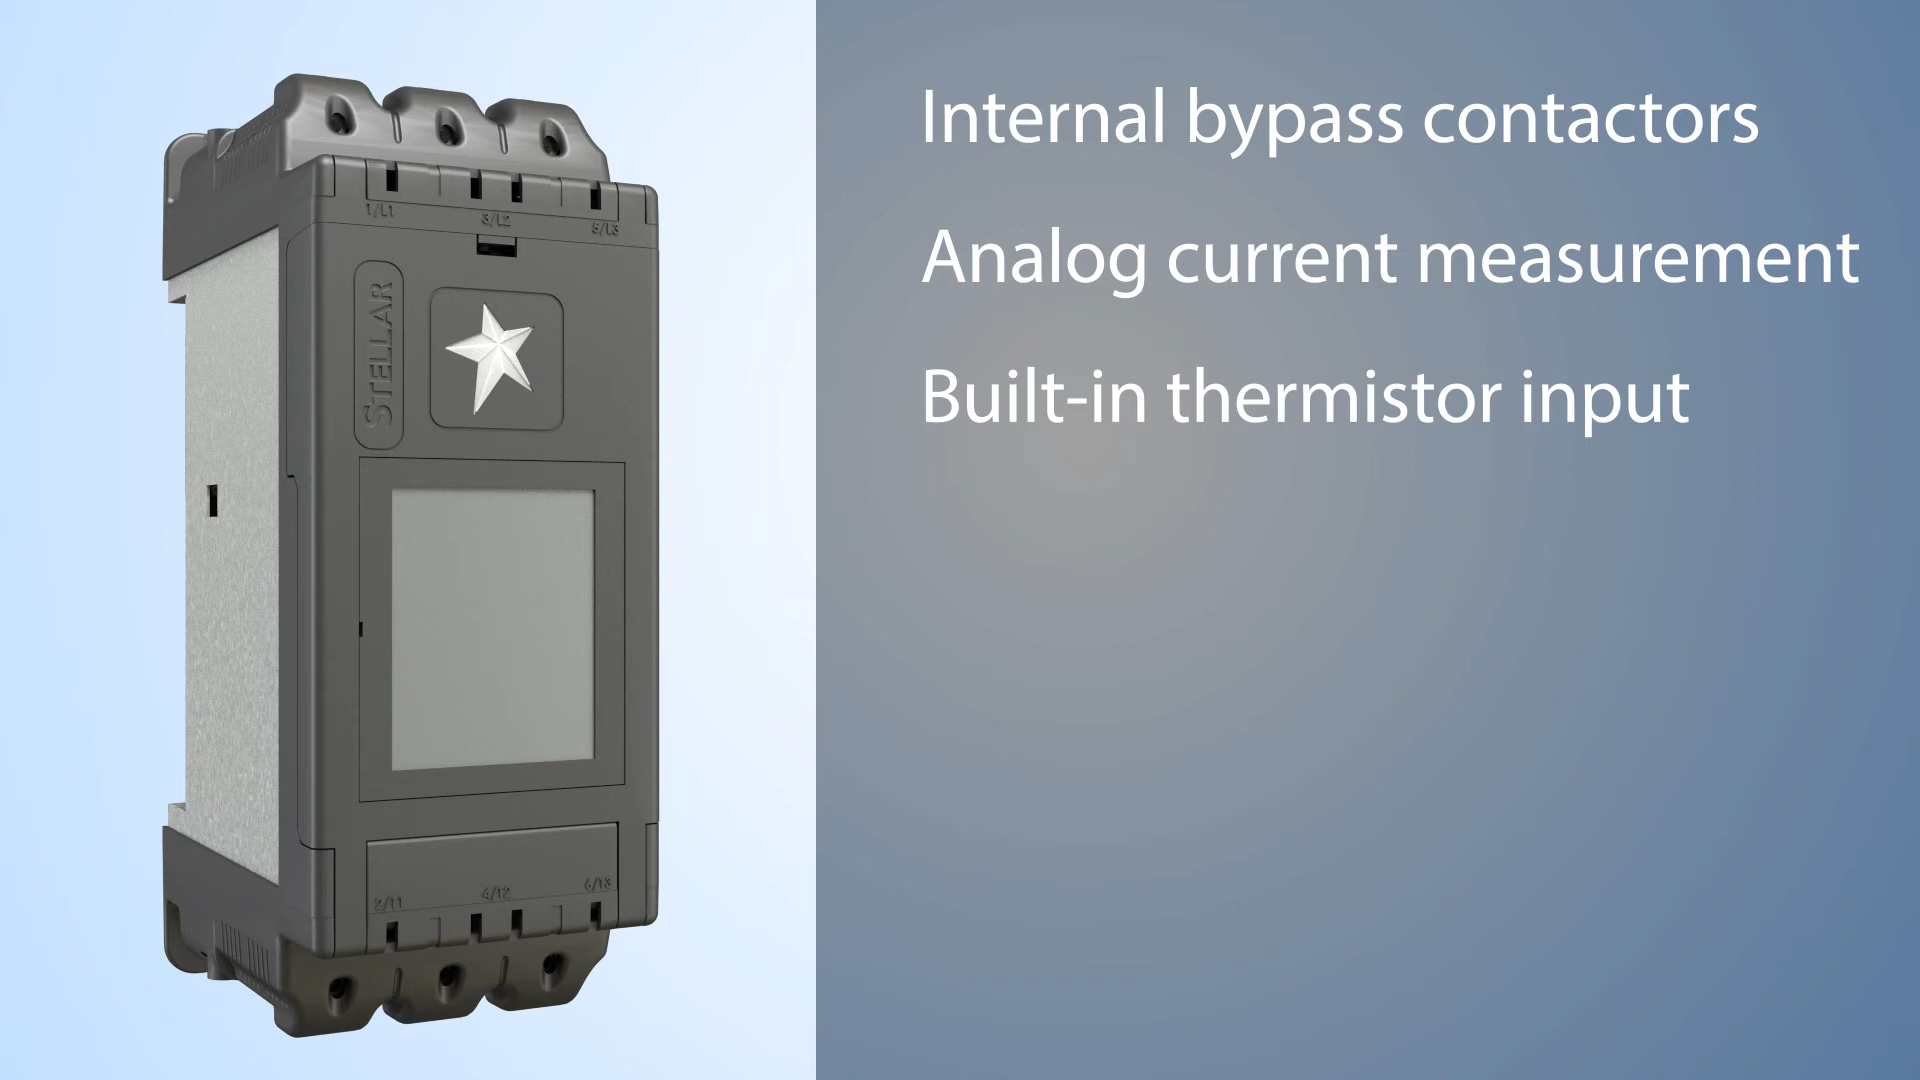 Internal bypass contactors
Analog current measurement
Built-in thermistor input
1/L1
3/L2
5/L3
STELLAR
2/T1
4/T2
6/T3